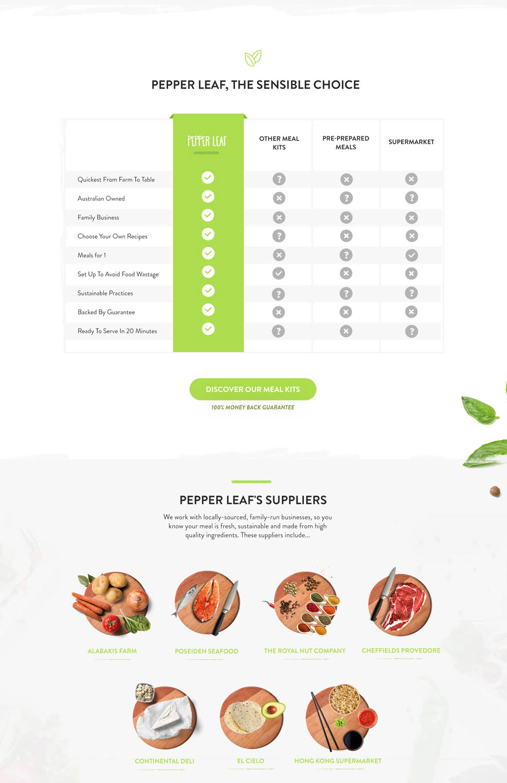 PEPPER LEAF, THE SENSIBLE CHOICE
PEPPER LEAF
OTHER MEAL
KITS
PRE-PREPARED
MEALS
SUPERMARKET
Quickest From Farm To Table
Australian Owned
Family Business
Choose Your Own Recipes
Meals for 1
Set Up To Avoid Food Wastage
Sustainable Practices
Backed By Guarantee
Ready To Serve In 20 Minutes
DISCOVER OUR MEAL KITS
100% MONEY BACK GUARANTEE
PEPPER LEAF'S SUPPLIERS
We work with locally-sourced, family-run businesses, so you
know your meal is fresh, sustainable and made from high
quality ingredients. These suppliers include...
ALABAKIS FARM
POSEIDEN SEAFOOD
THE ROYAL NUT COMPANY
CHEFFIELDS PROVEDORE
CONTINENTAL DELI
EL CIELO
HONG KONG SUPERMARKET